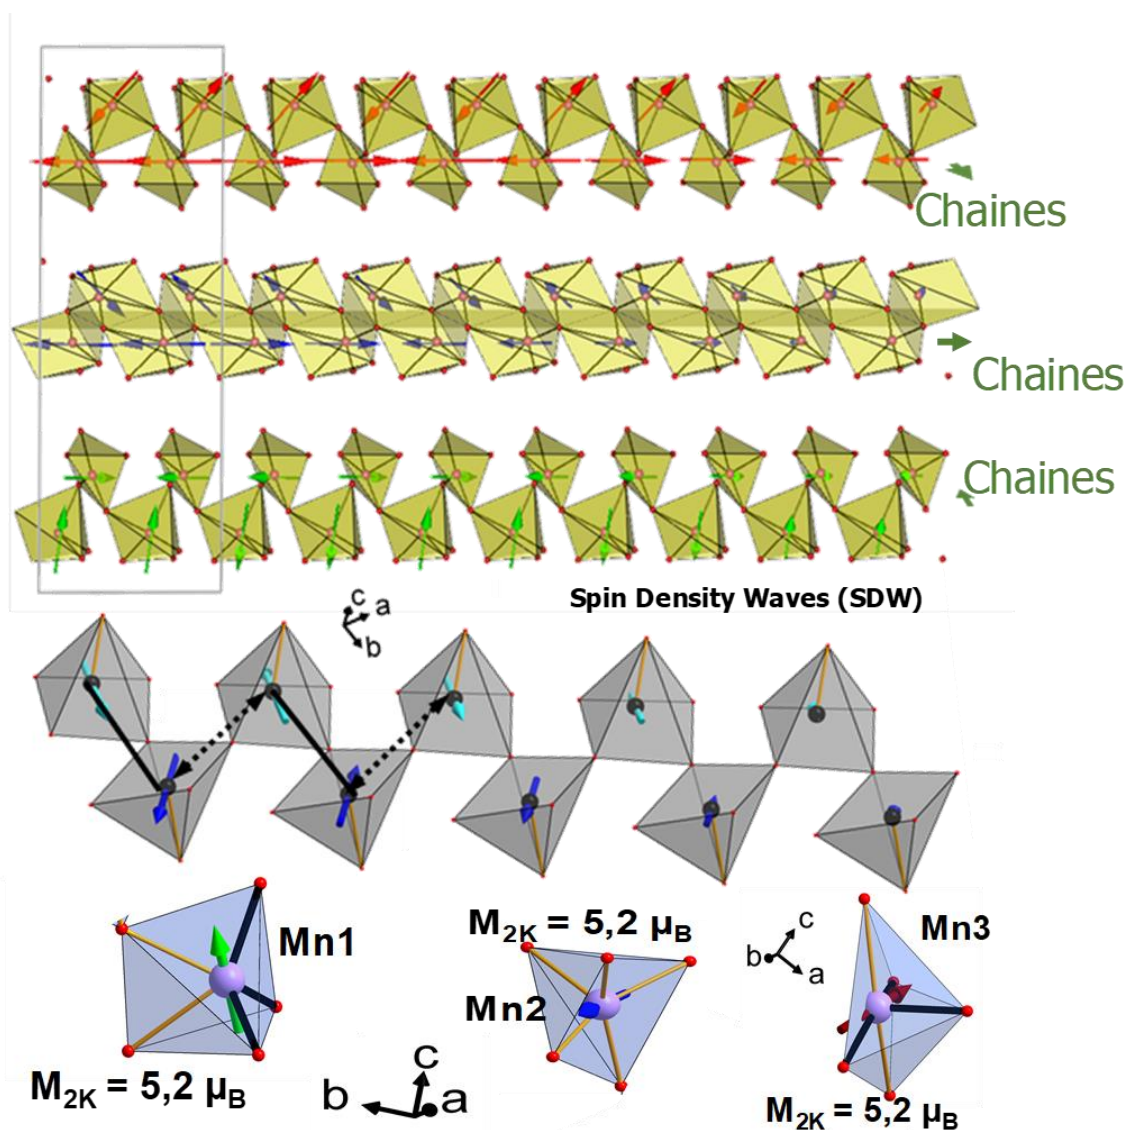 Chaines
Chaines
Chaines
Spin Density Waves (SDW)
c
a
b
Mn1
M2K = 5,2 μB
M2K = 5,2 μB
Mn2
Mn3
c
b
a
M2K = 5,2 μB
c
b
a